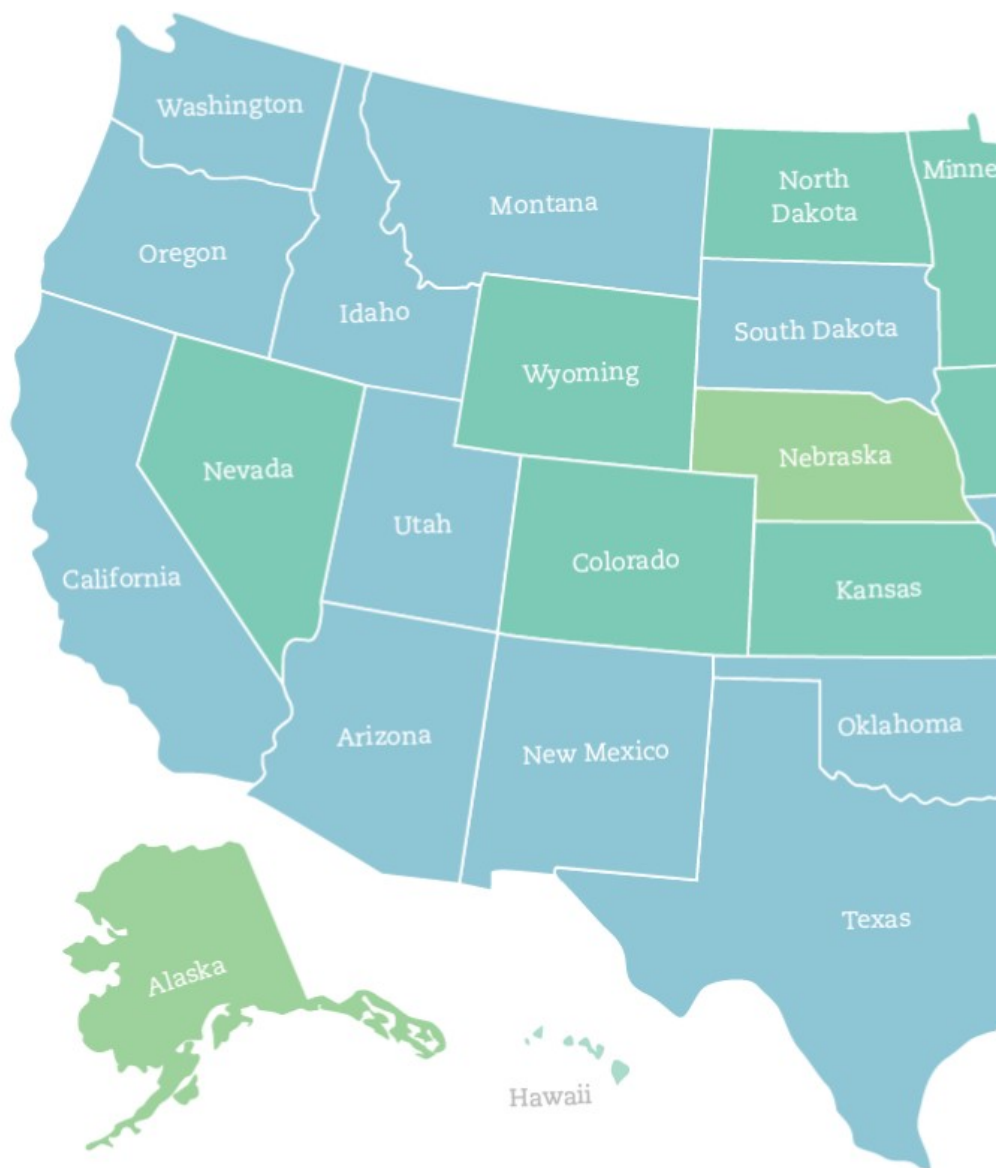 Washington
Minne
North
Dakota
Montana
Oregon
Idaho
South Dakota
Wyoming
Nebraska
Nevada
Utah
Colorado
California
Kansas
Arizona
New Mexico
Oklahoma
Texas
Alaska
Hawaii